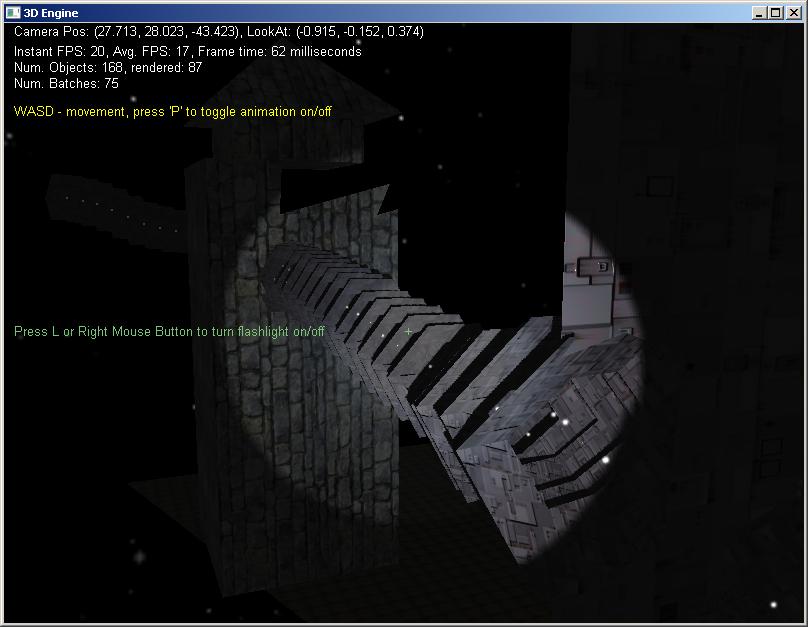 3D Engine
Camera Pos: (27.713, 28.023, -43.423), LookAt: (-0.915, -0.152, 0.374)
Instant FPS: 20, Avg. FPS: 17, Frame time: 62 milliseconds
Num. Objects: 168, rendered: 87
Num. Batches: 75
WASD - movement, press 'P' to toggle animation on/off
Press L or Right Mouse Button to turn flashlight on/off